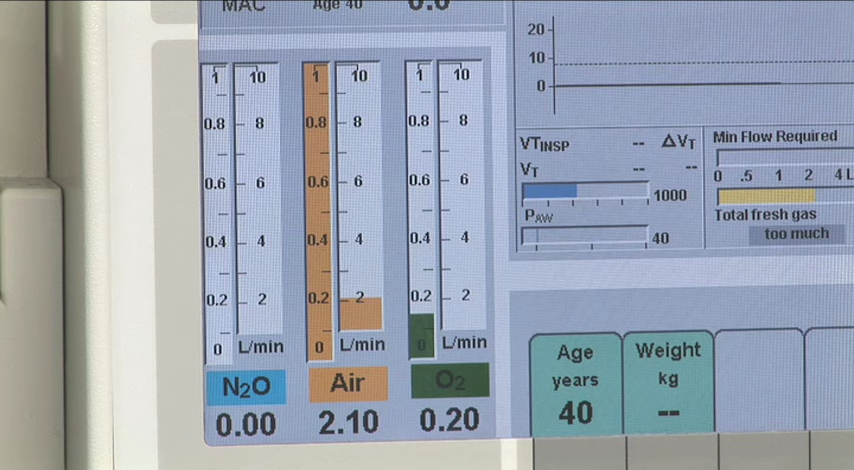 MAC Age 40 0.0
20
10
0
1 10 1 10 1 10
0.8 8 0.8 8 0.8 8
0.6 6 0.6 6 0.6 6
0.4 4 0.4 4 0.4 4
0.2 2 0.2 2 0.2 2
0 L/min 0 L/min 0 L/min
N2O Air O2
0.00 2.10 0.20
VTINSP -- ΔVT
VT -- --
1000
PAW
40
Min Flow Required
0 .5 1 2 4 L
Total fresh gas
too much
Age
years
40
Weight
kg
--